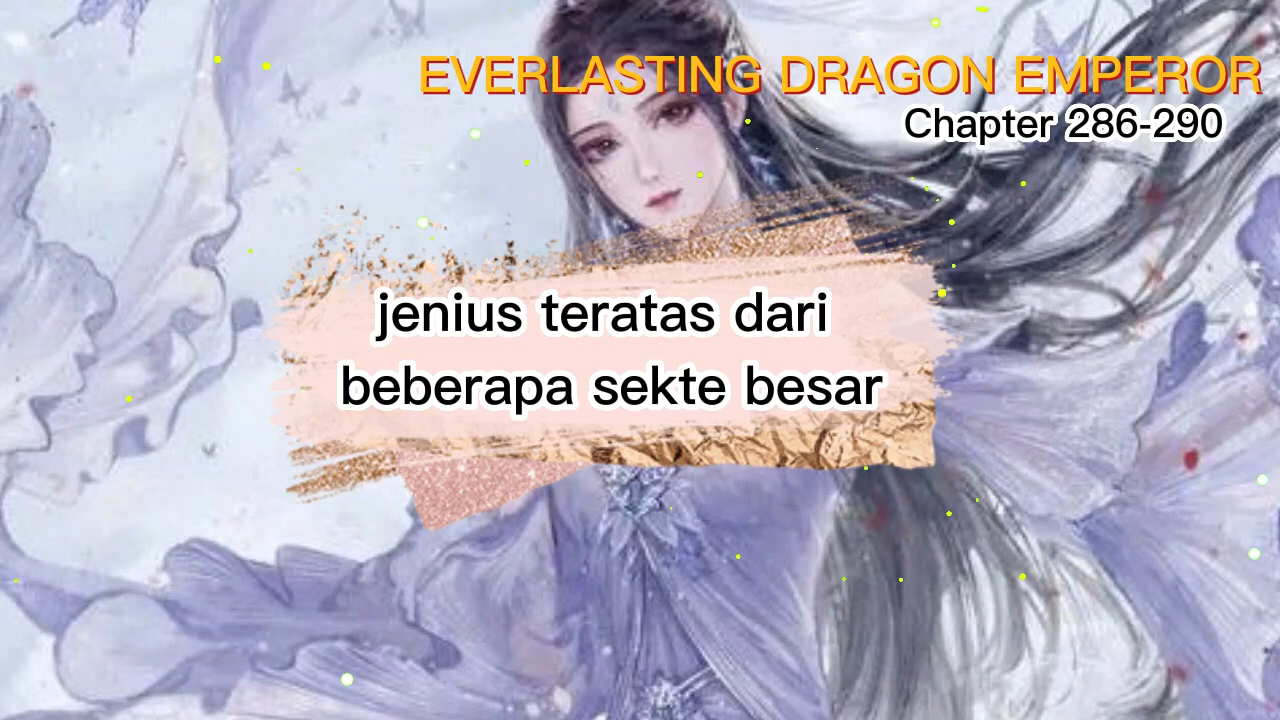 EVERLASTING DRAGON EMPEROR
Chapter 286-290
jenius teratas dari
beberapa sekte besar